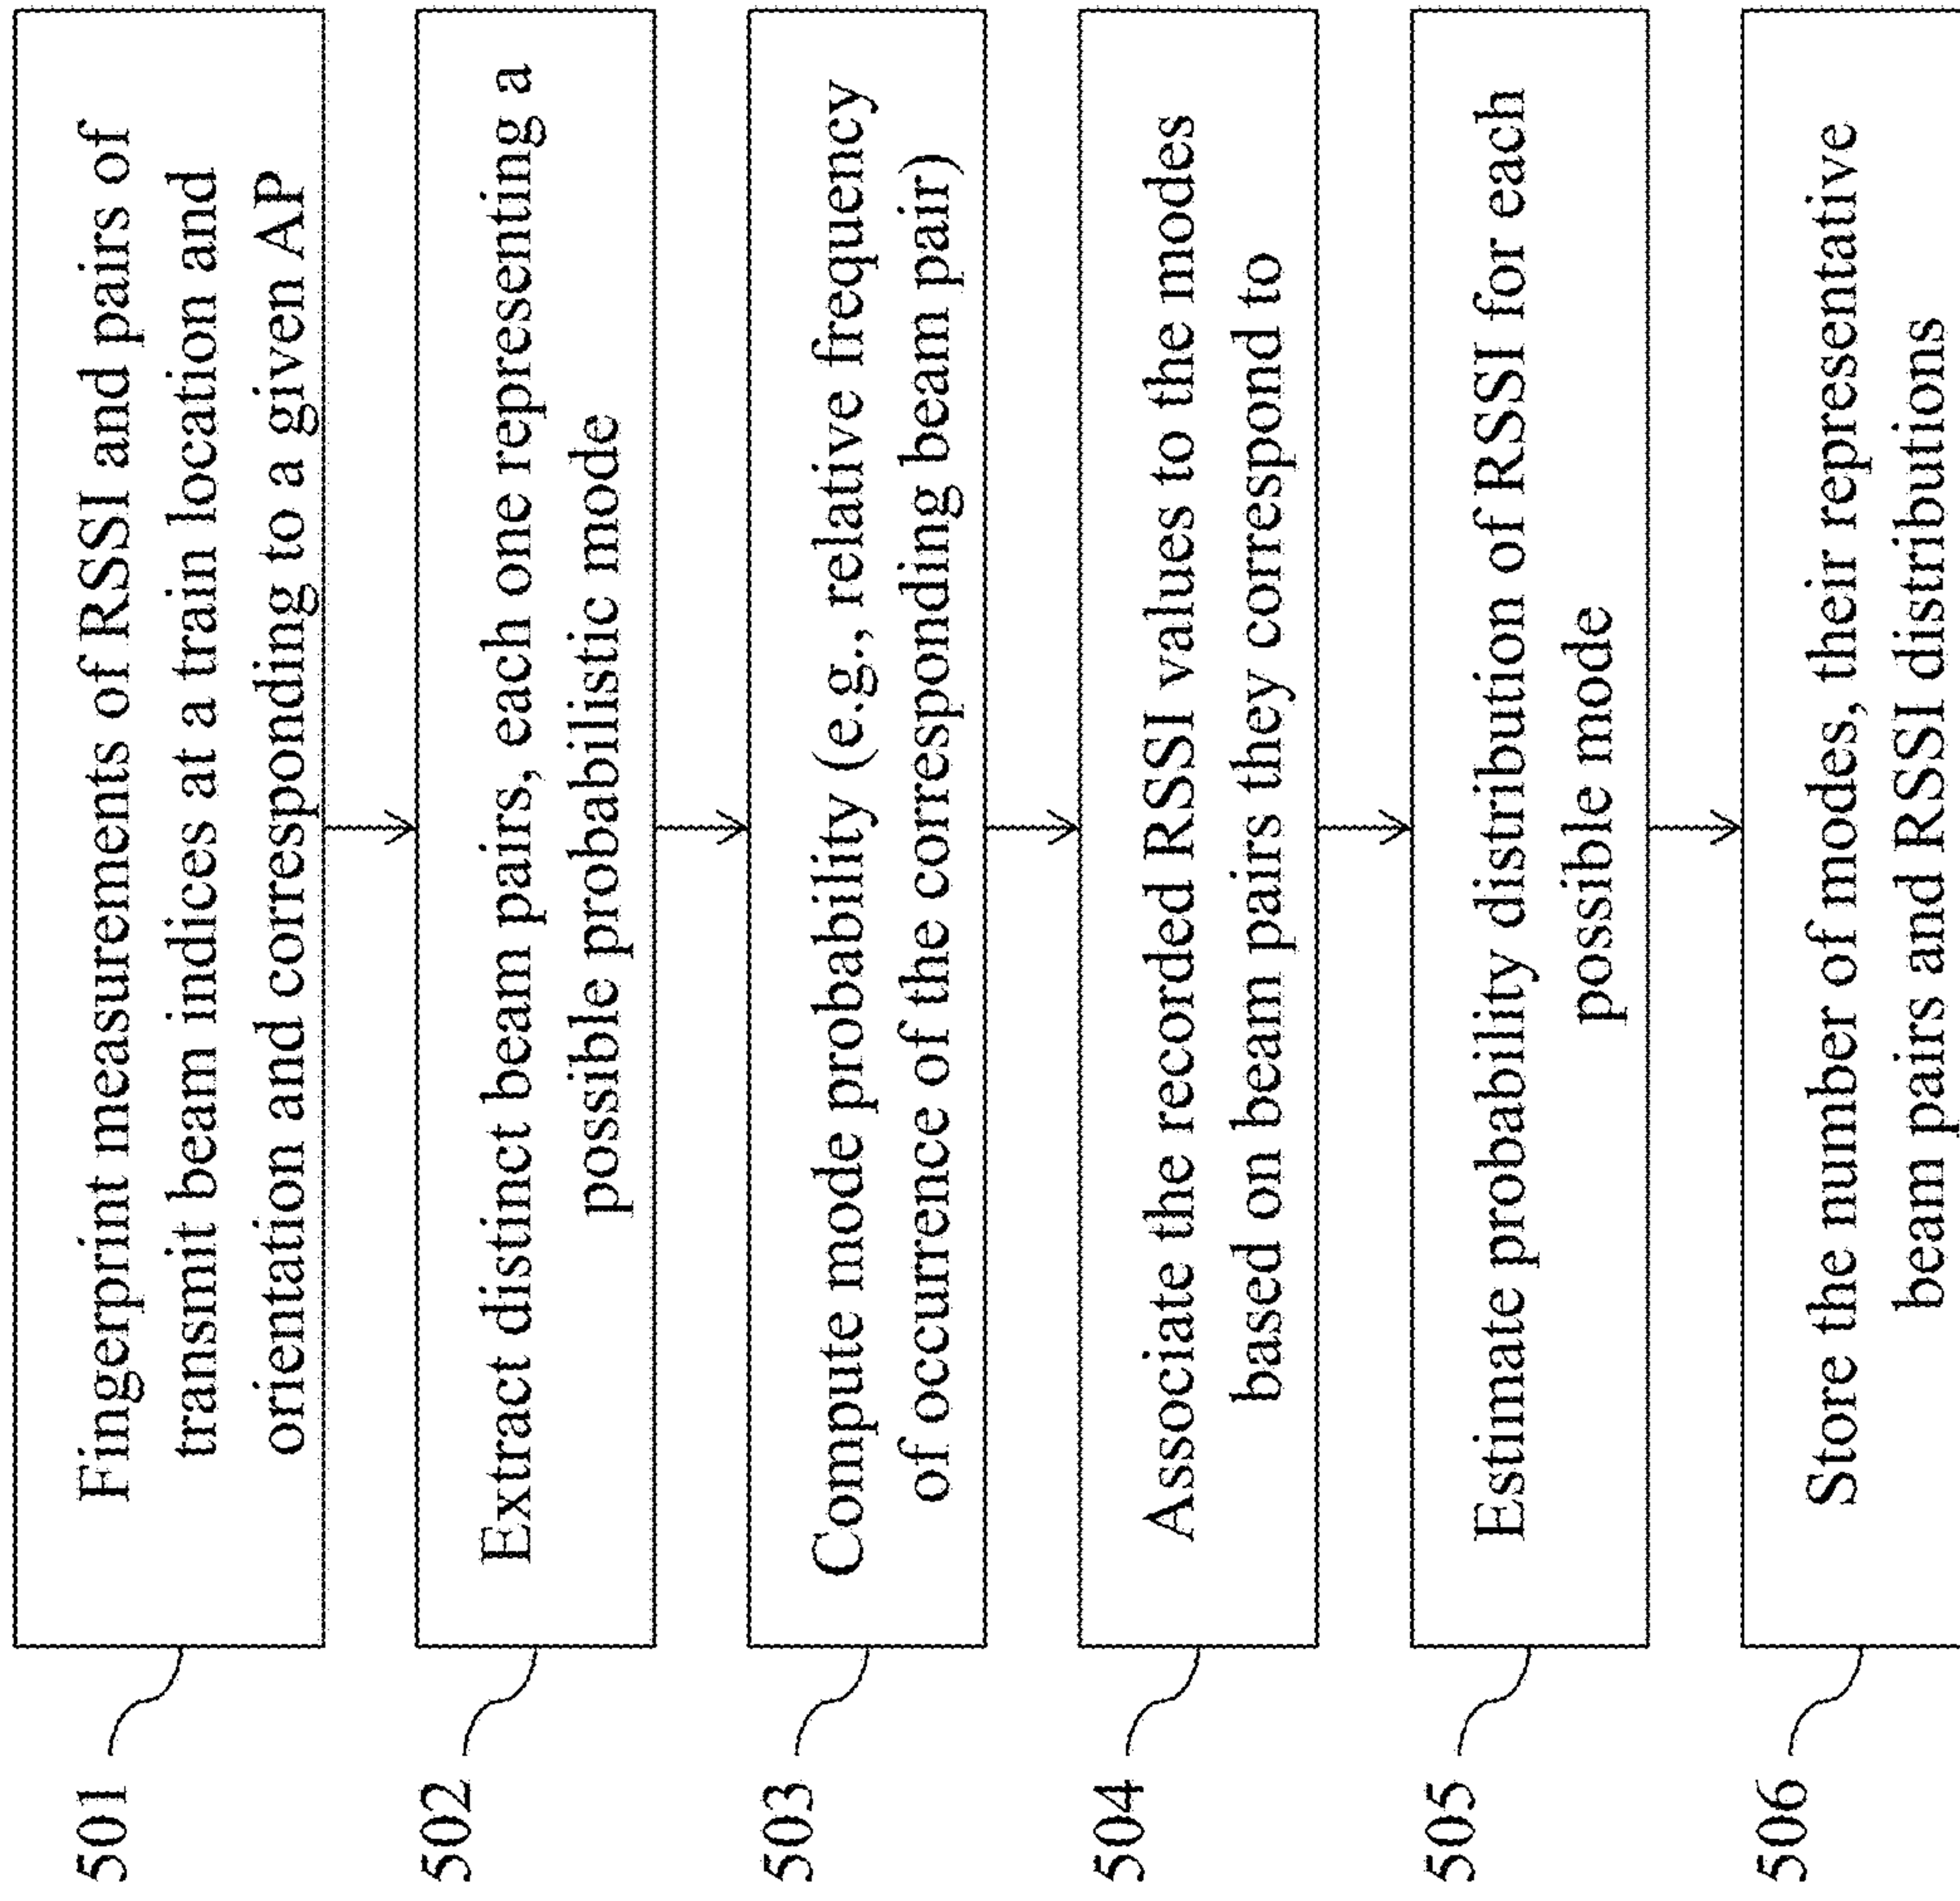 501
Fingerprint measurements of RSSI and pairs of
transmit beam indices at a train location and
orientation and corresponding to a given AP
502
Extract distinct beam pairs, each one representing a
possible probabilistic mode
503
Compute mode probability (e.g., relative frequency
of occurrence of the corresponding beam pair)
504
Associate the recorded RSSI values to the modes
based on beam pairs they correspond to
505
Estimate probability distribution of RSSI for each
possible mode
506
Store the number of modes, their representative
beam pairs and RSSI distributions